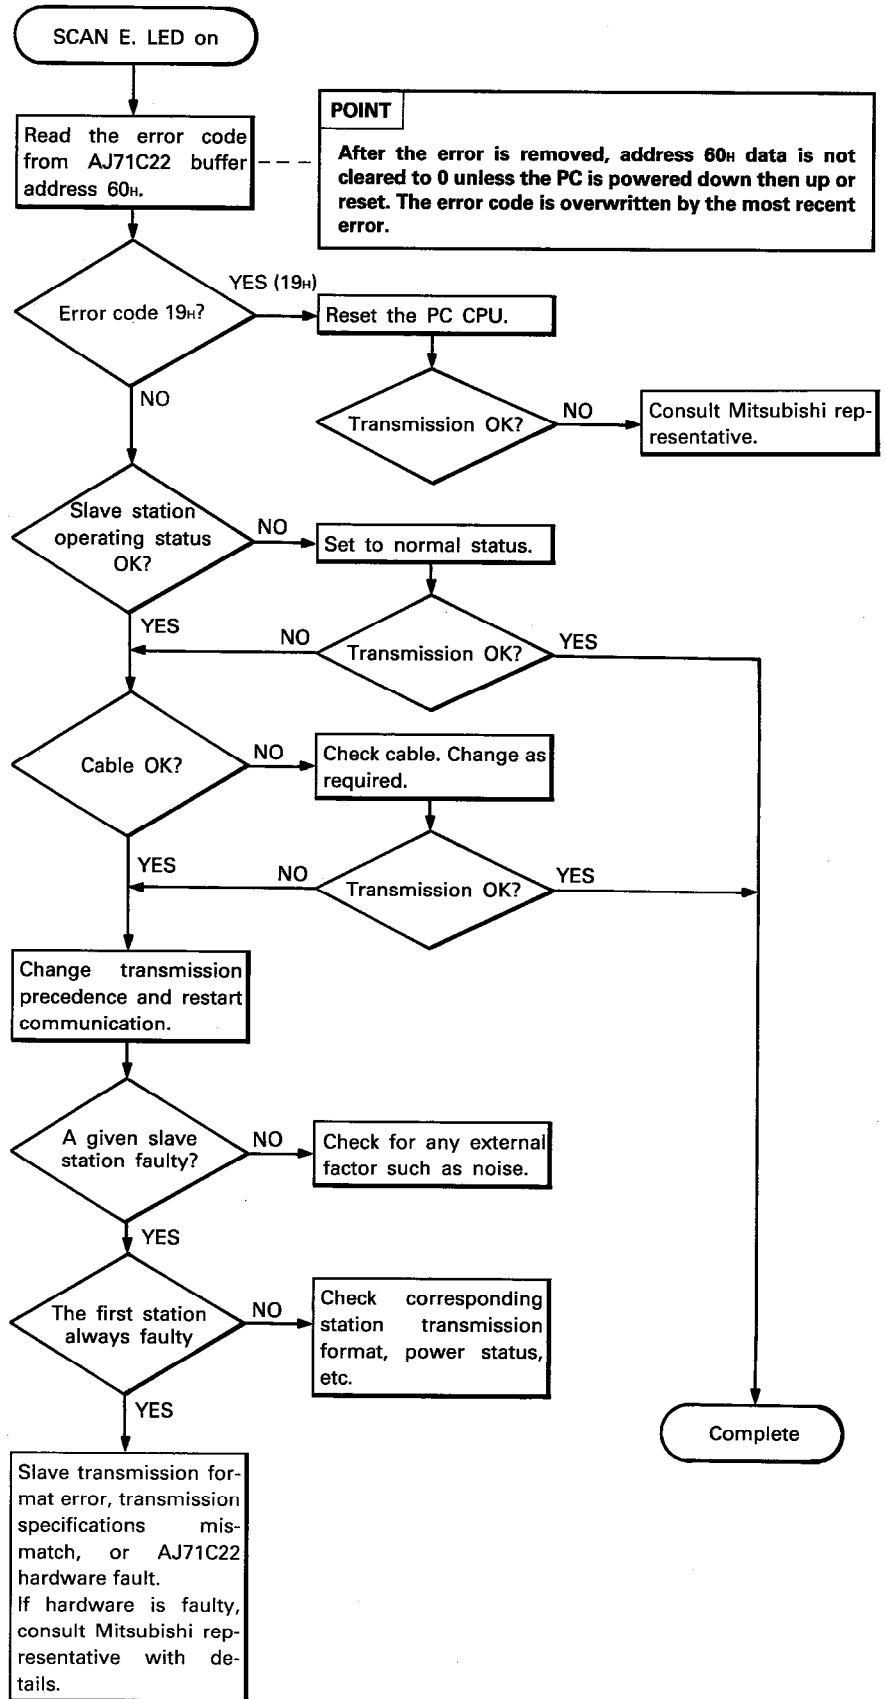 SCAN E. LED on
Read the error code
from AJ71C22 buffer
address 60H.
POINT
After the error is removed, address 60H data is not
cleared to 0 unless the PC is powered down then up or
reset. The error code is overwritten by the most recent
error.
Error code 19H?
YES (19H)
Reset the PC CPU.
NO
Transmission OK?
NO
Consult Mitsubishi rep-
resentative.
Slave station
operating status
OK?
NO
Set to normal status.
YES
NO
Transmission OK?
YES
Cable OK?
NO
Check cable. Change as
required.
YES
NO
Transmission OK?
YES
Change transmission
precedence and restart
communication.
A given slave
station faulty?
NO
Check for any external
factor such as noise.
YES
The first station
always faulty
NO
Check corresponding
station transmission
format, power status,
etc.
YES
Complete
Slave transmission for-
mat error, transmission
specifications mis-
match, or AJ71C22
hardware fault.
If hardware is faulty,
consult Mitsubishi rep-
resentative with de-
tails.